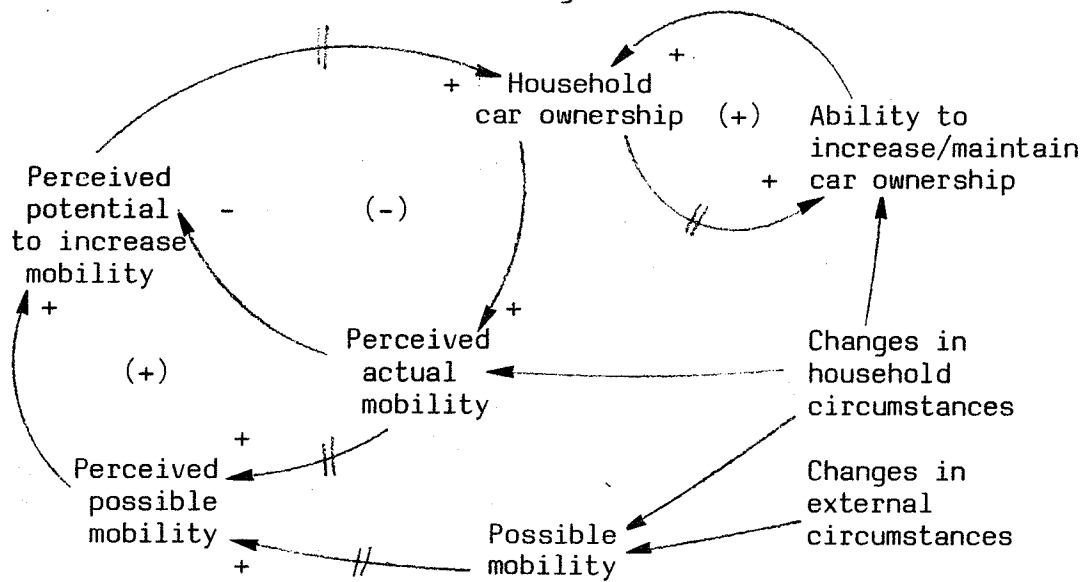 +
Household
car ownership
+
(+)
Ability to
increase/maintain
car ownership
+
Perceived
potential
to increase
mobility
-
(-)
+
+
(+)
Perceived
actual
mobility
Changes in
household
circumstances
+
Perceived
possible
mobility
+
Possible
mobility
Changes in
external
circumstances